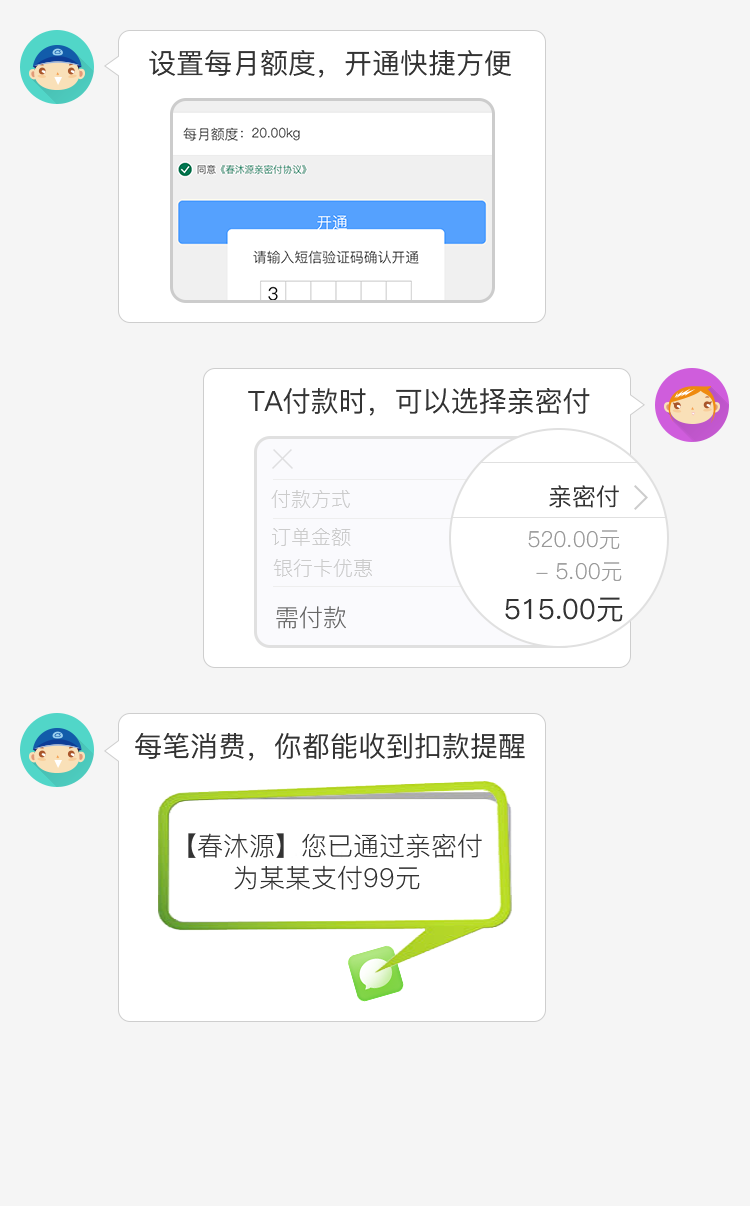 设置每月额度，开通快捷方便
每月额度：20.00kg
同意《春沐源亲密付协议》
开通
请输入短信验证码确认开通
3
TA付款时，可以选择亲密付
付款方式
亲密付
订单金额
520.00元
银行卡优惠
– 5.00元
需付款
515.00元
每笔消费，你都能收到扣款提醒
【春沐源】您已通过亲密付
为某某支付99元